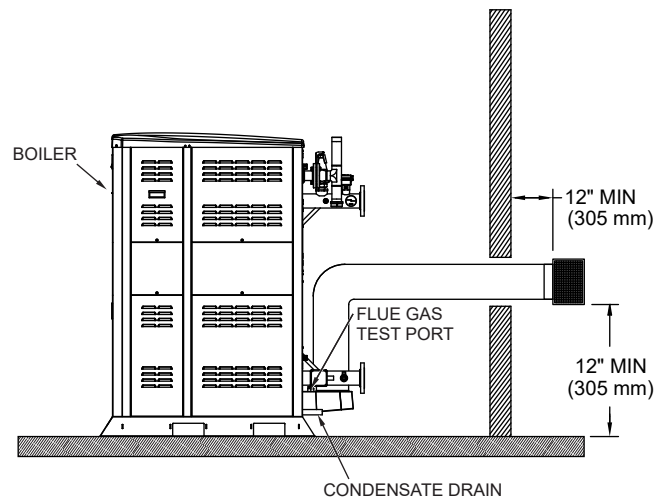 BOILER
12" MIN
(305 mm)
FLUE GAS
TEST PORT
12" MIN
(305 mm)
CONDENSATE DRAIN